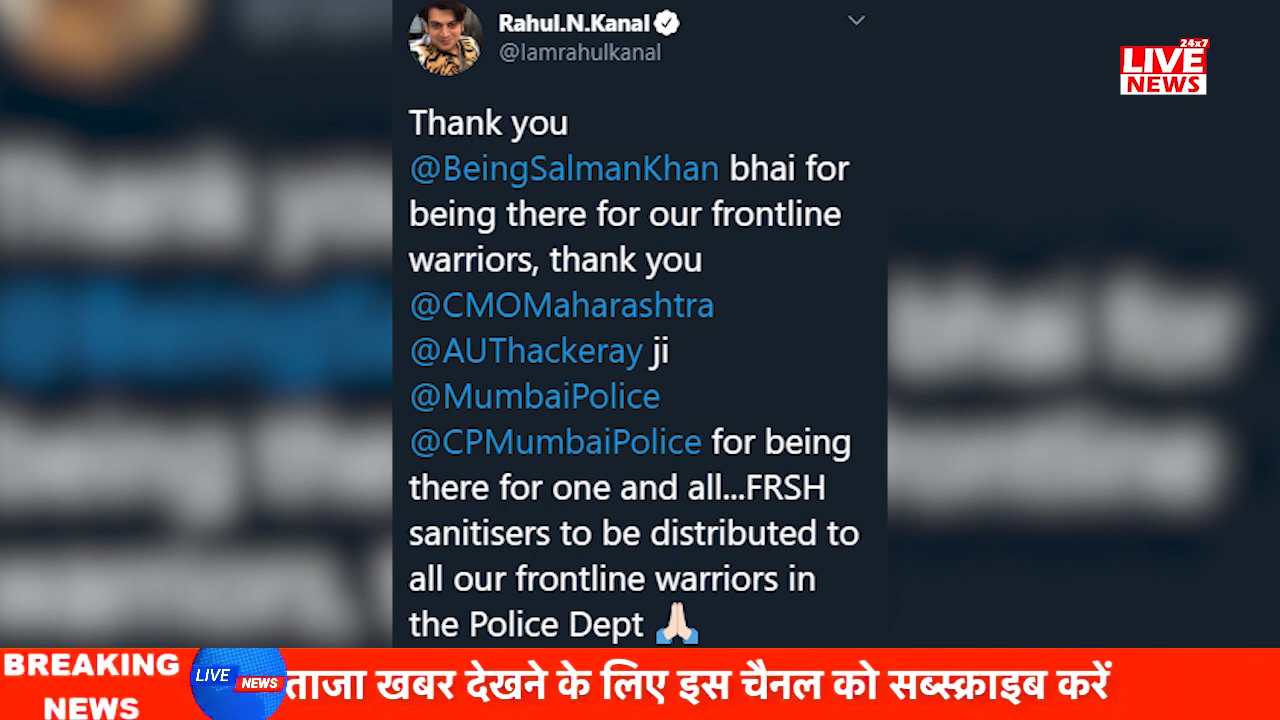 Rahul.N.Kanal
@Iamrahulkanal
24x7
LIVE
NEWS
Thank you
@BeingSalmanKhan bhai for
being there for our frontline
warriors, thank you
@CMOMaharashtra
@AUThackeray ji
@MumbaiPolice
@CPMumbaiPolice for being
there for one and all...FRSH
sanitisers to be distributed to
all our frontline warriors in
the Police Dept 🙏🏻
BREAKING
NEWS
LIVE
NEWS
ताजा खबर देखने के लिए इस चैनल को सब्स्क्राइब करें